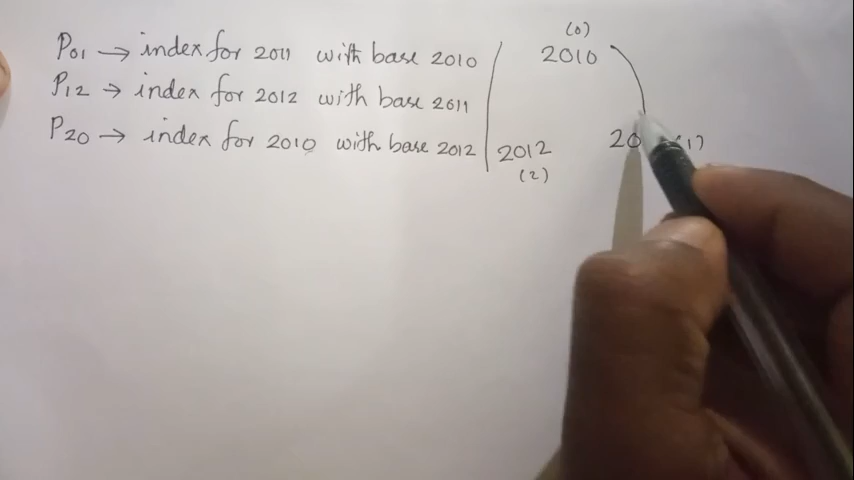 P01 → index for 2011 with base 2010
P12 → index for 2012 with base 2011
P20 → index for 2010 with base 2012
(0)
2010
2012
(2)
(1)